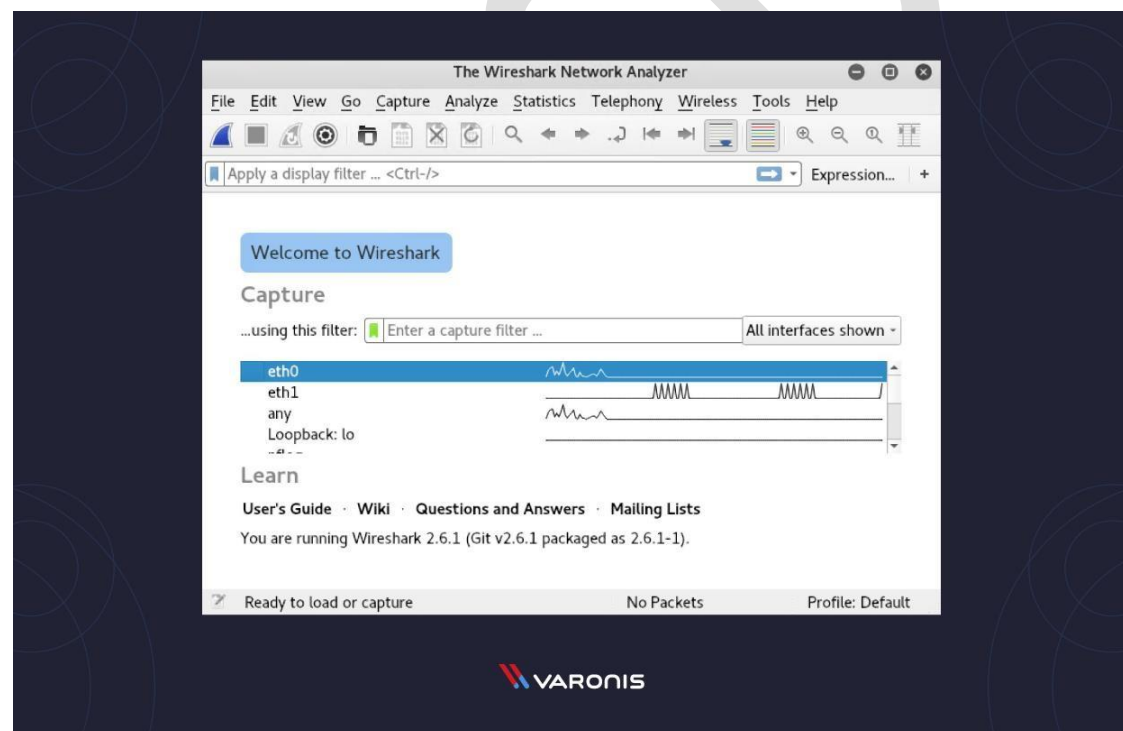 The Wireshark Network Analyzer
File Edit View Go Capture Analyze Statistics Telephony Wireless Tools Help
Apply a display filter ... <Ctrl-/> Expression... +
Welcome to Wireshark
Capture
...using this filter: Enter a capture filter ... All interfaces shown
eth0
eth1
any
Loopback: lo
Learn
User's Guide · Wiki · Questions and Answers · Mailing Lists
You are running Wireshark 2.6.1 (Git v2.6.1 packaged as 2.6.1-1).
Ready to load or capture No Packets Profile: Default
VARONIS